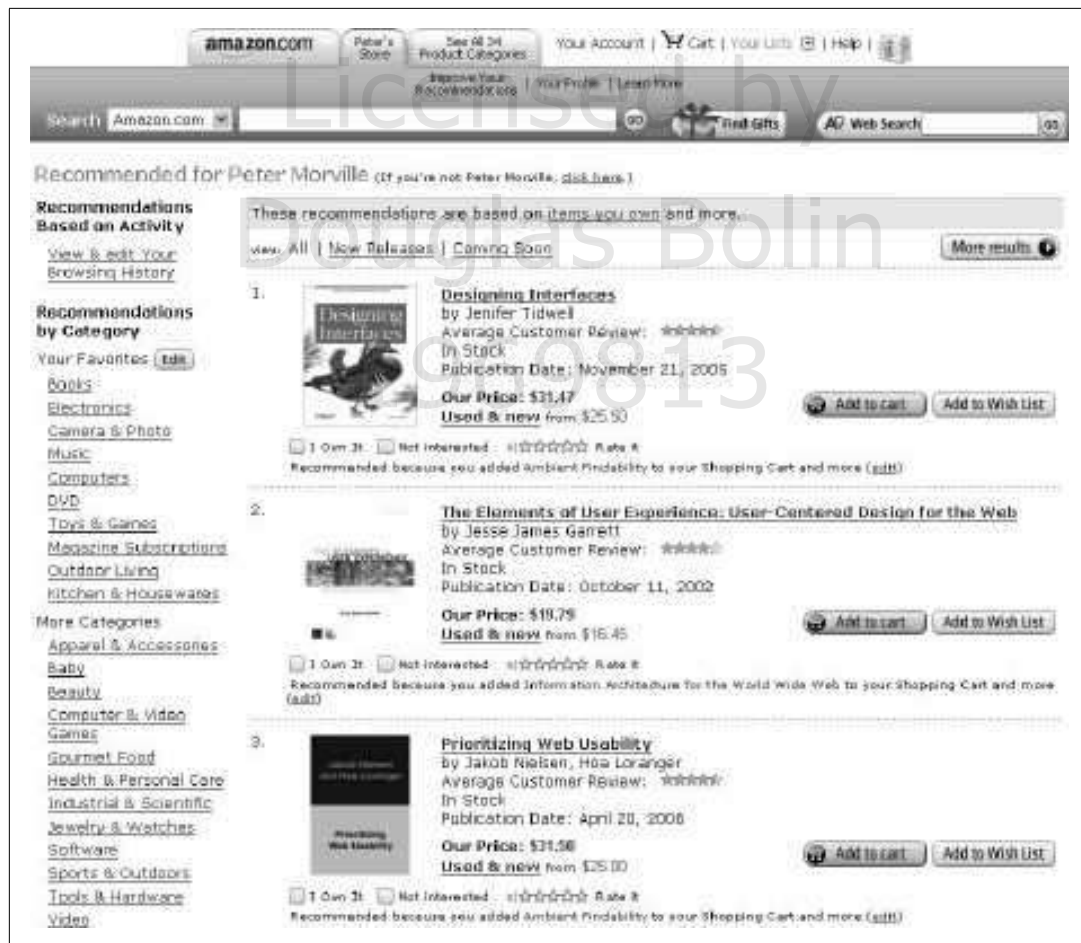 amazon.com
Peter's Store
See All 34 Product Categories
Your Account | Cart | Your Lists | Help |
Improve Your Recommendations | Your Profile | Learn More
Search Amazon.com GO Find Gifts A9 Web Search GO
Licensed by
Douglas Bolin
969813
Recommended for Peter Morville (If you're not Peter Morville, click here.)
Recommendations Based on Activity
View & edit Your Browsing History
Recommendations by Category
Your Favorites Edit
Books
Electronics
Camera & Photo
Music
Computers
DVD
Toys & Games
Magazine Subscriptions
Outdoor Living
Kitchen & Housewares
More Categories
Apparel & Accessories
Baby
Beauty
Computer & Video Games
Gourmet Food
Health & Personal Care
Industrial & Scientific
Jewelry & Watches
Software
Sports & Outdoors
Tools & Hardware
Video
These recommendations are based on items you own and more.
view: All | New Releases | Coming Soon
More results
1.
Designing Interfaces
Designing Interfaces
by Jenifer Tidwell
Average Customer Review:
In Stock
Publication Date: November 21, 2005
Our Price: $31.47
Used & new from $25.50
Add to cart Add to Wish List
I Own It Not interested Rate it
Recommended because you added Ambient Findability to your Shopping Cart and more (edit)
2.
The Elements of User Experience: User-Centered Design for the Web
by Jesse James Garrett
Average Customer Review:
In Stock
Publication Date: October 11, 2002
Our Price: $19.79
Used & new from $16.45
Add to cart Add to Wish List
I Own It Not interested Rate it
Recommended because you added Information Architecture for the World Wide Web to your Shopping Cart and more (edit)
3.
Prioritizing Web Usability
Prioritizing Web Usability
by Jakob Nielsen, Hoa Loranger
Average Customer Review:
In Stock
Publication Date: April 20, 2006
Our Price: $31.50
Used & new from $25.00
Add to cart Add to Wish List
I Own It Not interested Rate it
Recommended because you added Ambient Findability to your Shopping Cart and more (edit)